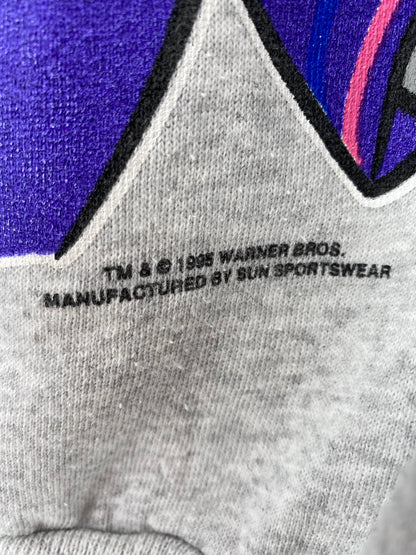 TM & © 1995 WARNER BROS.
MANUFACTURED BY SUN SPORTSWEAR